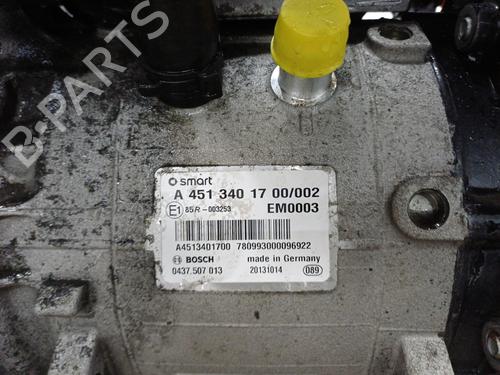 B-PARTS
smart
A 451 340 17 00/002
E1 85R-003253 EM0003
A4513401700 780993000096922
BOSCH made in Germany
0437.507 013 20131014 089